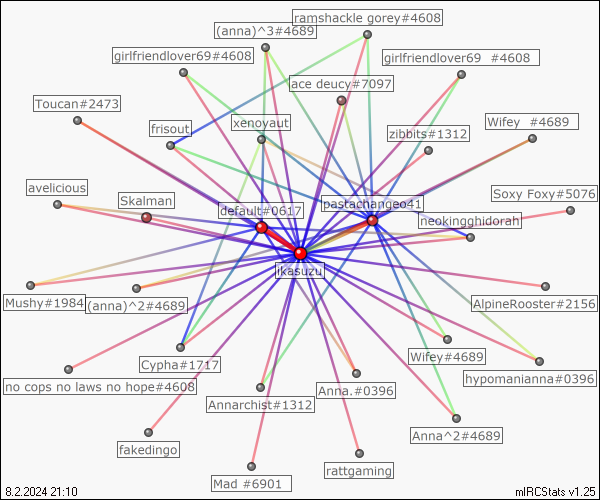 ramshackle gorey#4608
(anna)^3#4689
girlfriendlover69#4608
girlfriendlover69 #4608
ace deucy#7097
Toucan#2473
frisout
xenoyaut
zibbits#1312
Wifey #4689
avelicious
Skalman
default#0617
pastachangeo41
Soxy Foxy#5076
neokingghidorah
ikasuzu
Mushy#1984
(anna)^2#4689
AlpineRooster#2156
Cypha#1717
Wifey#4689
no cops no laws no hope#4608
Anna.#0396
hypomanianna#0396
Annarchist#1312
Anna^2#4689
fakedingo
Mad #6901
rattgaming
8.2.2024 21:10
mIRCStats v1.25